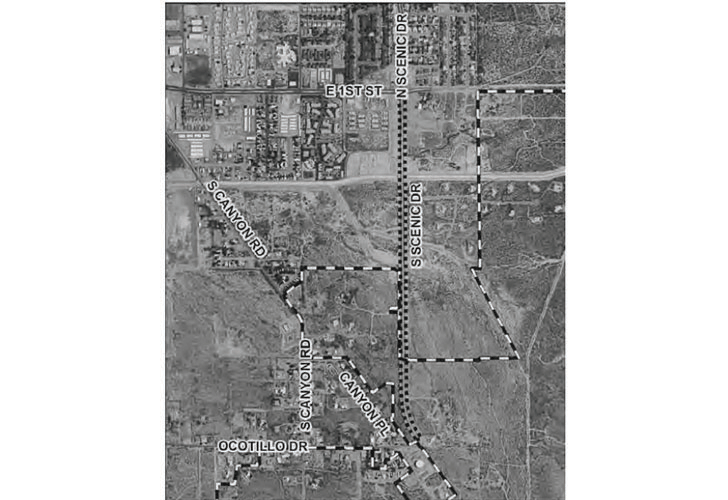 N SCENIC DR
E 1ST ST
S CANYON RD
S SCENIC DR
S CANYON RD
CANYON PL
OCOTILLO DR